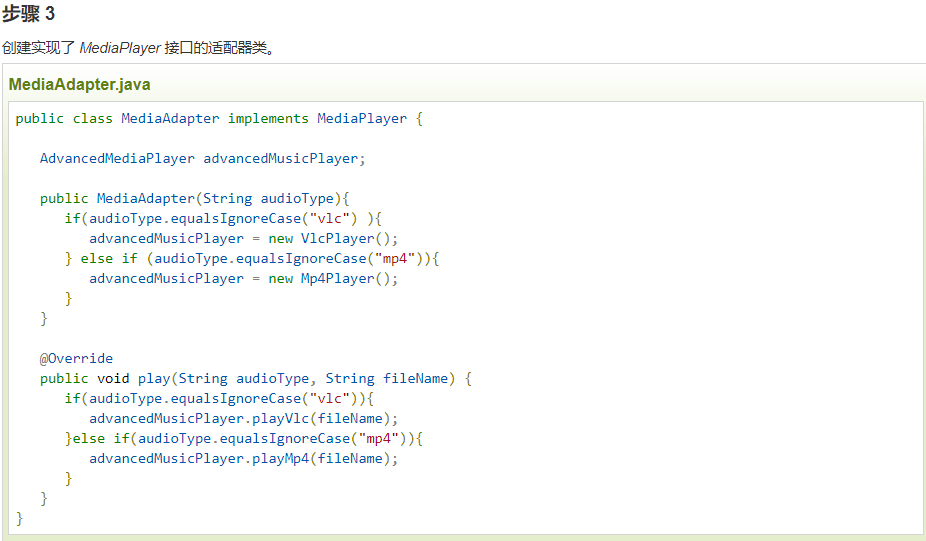 步骤 3
创建实现了 MediaPlayer 接口的适配器类。
MediaAdapter.java
public class MediaAdapter implements MediaPlayer {
AdvancedMediaPlayer advancedMusicPlayer;
public MediaAdapter(String audioType){
if(audioType.equalsIgnoreCase("vlc") ){
advancedMusicPlayer = new VlcPlayer();
} else if (audioType.equalsIgnoreCase("mp4")){
advancedMusicPlayer = new Mp4Player();
}
}
@Override
public void play(String audioType, String fileName) {
if(audioType.equalsIgnoreCase("vlc")){
advancedMusicPlayer.playVlc(fileName);
}else if(audioType.equalsIgnoreCase("mp4")){
advancedMusicPlayer.playMp4(fileName);
}
}
}